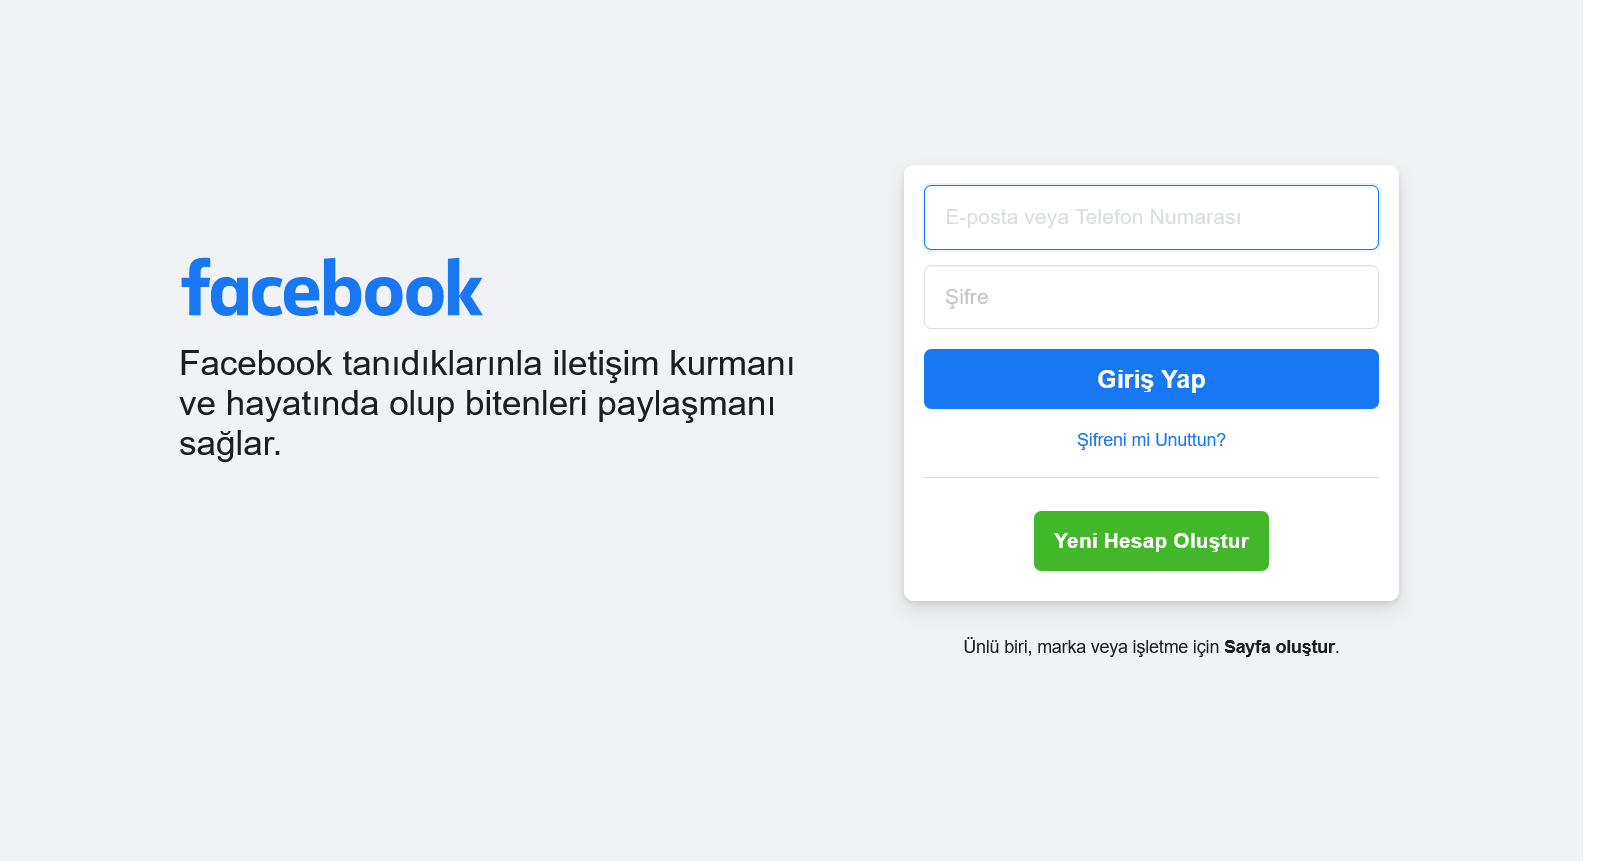 facebook
Facebook tanıdıklarınla iletişim kurmanı
ve hayatında olup bitenleri paylaşmanı
sağlar.
E-posta veya Telefon Numarası
Şifre
Giriş Yap
Şifreni mi Unuttun?
Yeni Hesap Oluştur
Ünlü biri, marka veya işletme için Sayfa oluştur.